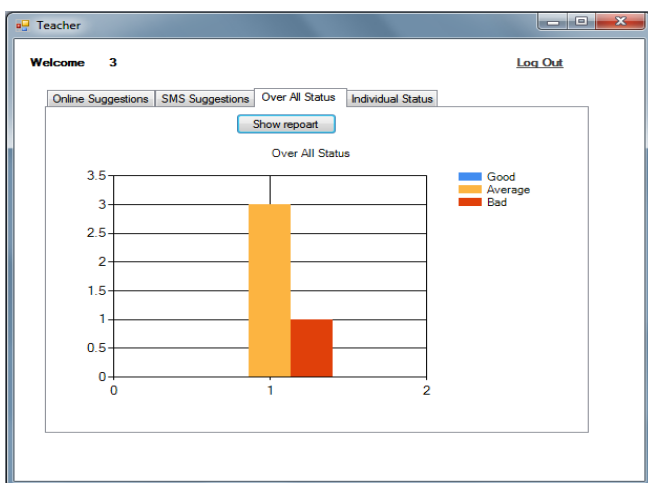 Teacher
Welcome 3 Log Out
Online Suggestions SMS Suggestions Over All Status Individual Status
Show repoart
Over All Status
3.5
3
2.5
2
1.5
1
0.5
0
0 1 2
Good
Average
Bad